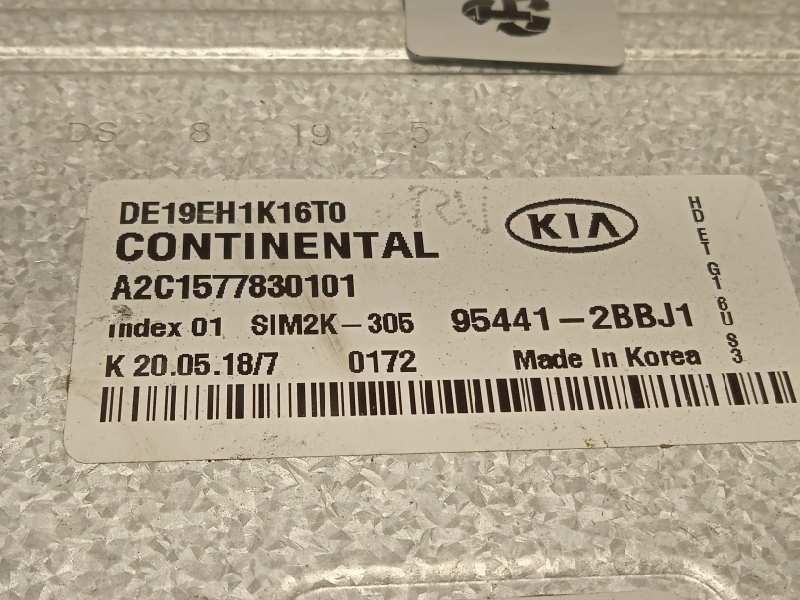 DS 8 19 5
DE19EH1K16T0
KIA
CONTINENTAL
A2C1577830101
Index 01 SIM2K-305 95441-2BBJ1
K 20.05.18/7 0172 Made In Korea
HD ET G1 6U S3